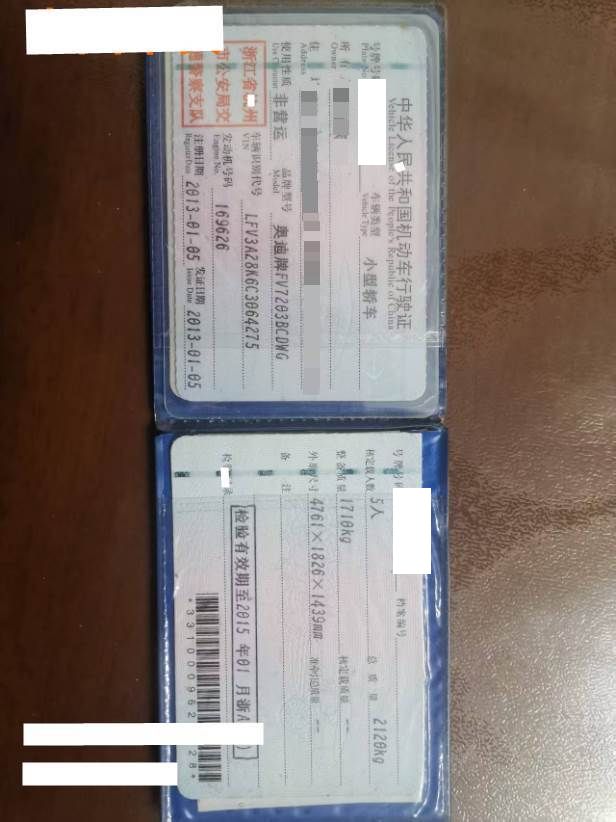 中华人民共和国机动车行驶证
Vehicle License of the People's Republic of China
号牌号
Plate No.
车辆类型
Vehicle Type
小型轿车
所有
Owner
住
Address
使用性质
Use Character
非营运
品牌型号
Model
奥迪牌FV7203BCDWG
浙江省 州
市公安局交
警察支队
车辆识别代号
VIN
LFV3A28K6C3064275
发动机号码
Engine No.
169626
注册日期
Register Date
2013-01-05
发证日期
Issue Date
2013-01-05
号牌号
档案编号
核定载人数
5人
总质量
2120kg
整备质量
1710kg
核定载质量
--
外 尺寸
4761×1826×1439mm
准牵引总质量
--
备 注
检 录
检验有效期至2015 年01 月浙A )
*331000962 28*